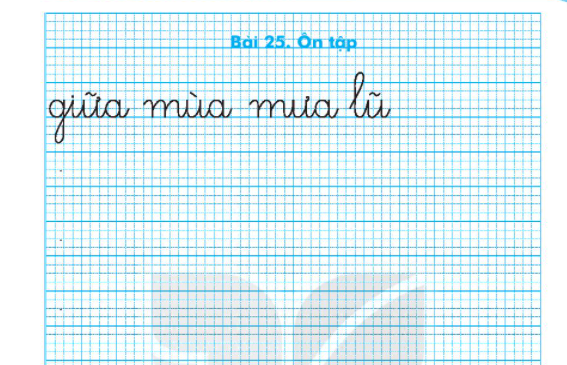 Bài 25. Ôn tập
giữa mùa mưa lũ